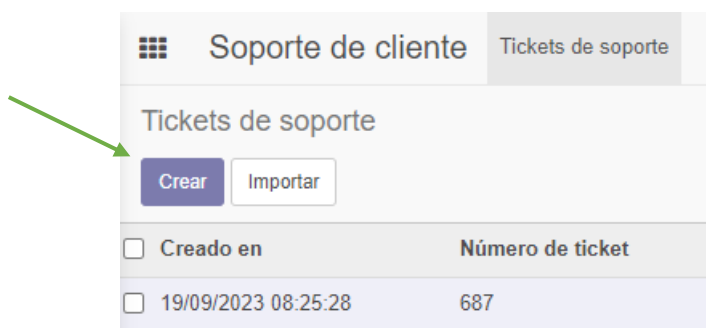 Soporte de cliente Tickets de soporte
Tickets de soporte
Crear Importar
Creado en Número de ticket
19/09/2023 08:25:28 687